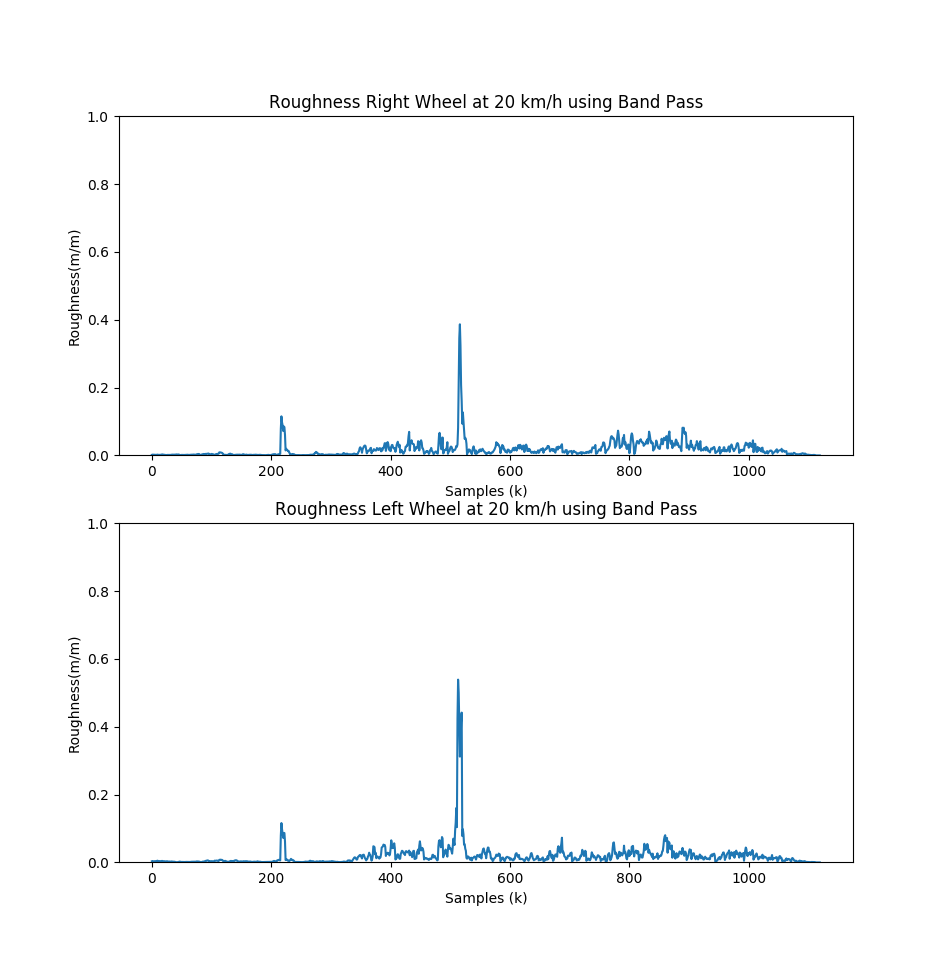 Roughness Right Wheel at 20 km/h using Band Pass
1.0
0.8
0.6
0.4
0.2
0.0
Roughness(m/m)
0 200 400 600 800 1000
Samples (k)
Roughness Left Wheel at 20 km/h using Band Pass
1.0
0.8
0.6
0.4
0.2
0.0
Roughness(m/m)
0 200 400 600 800 1000
Samples (k)